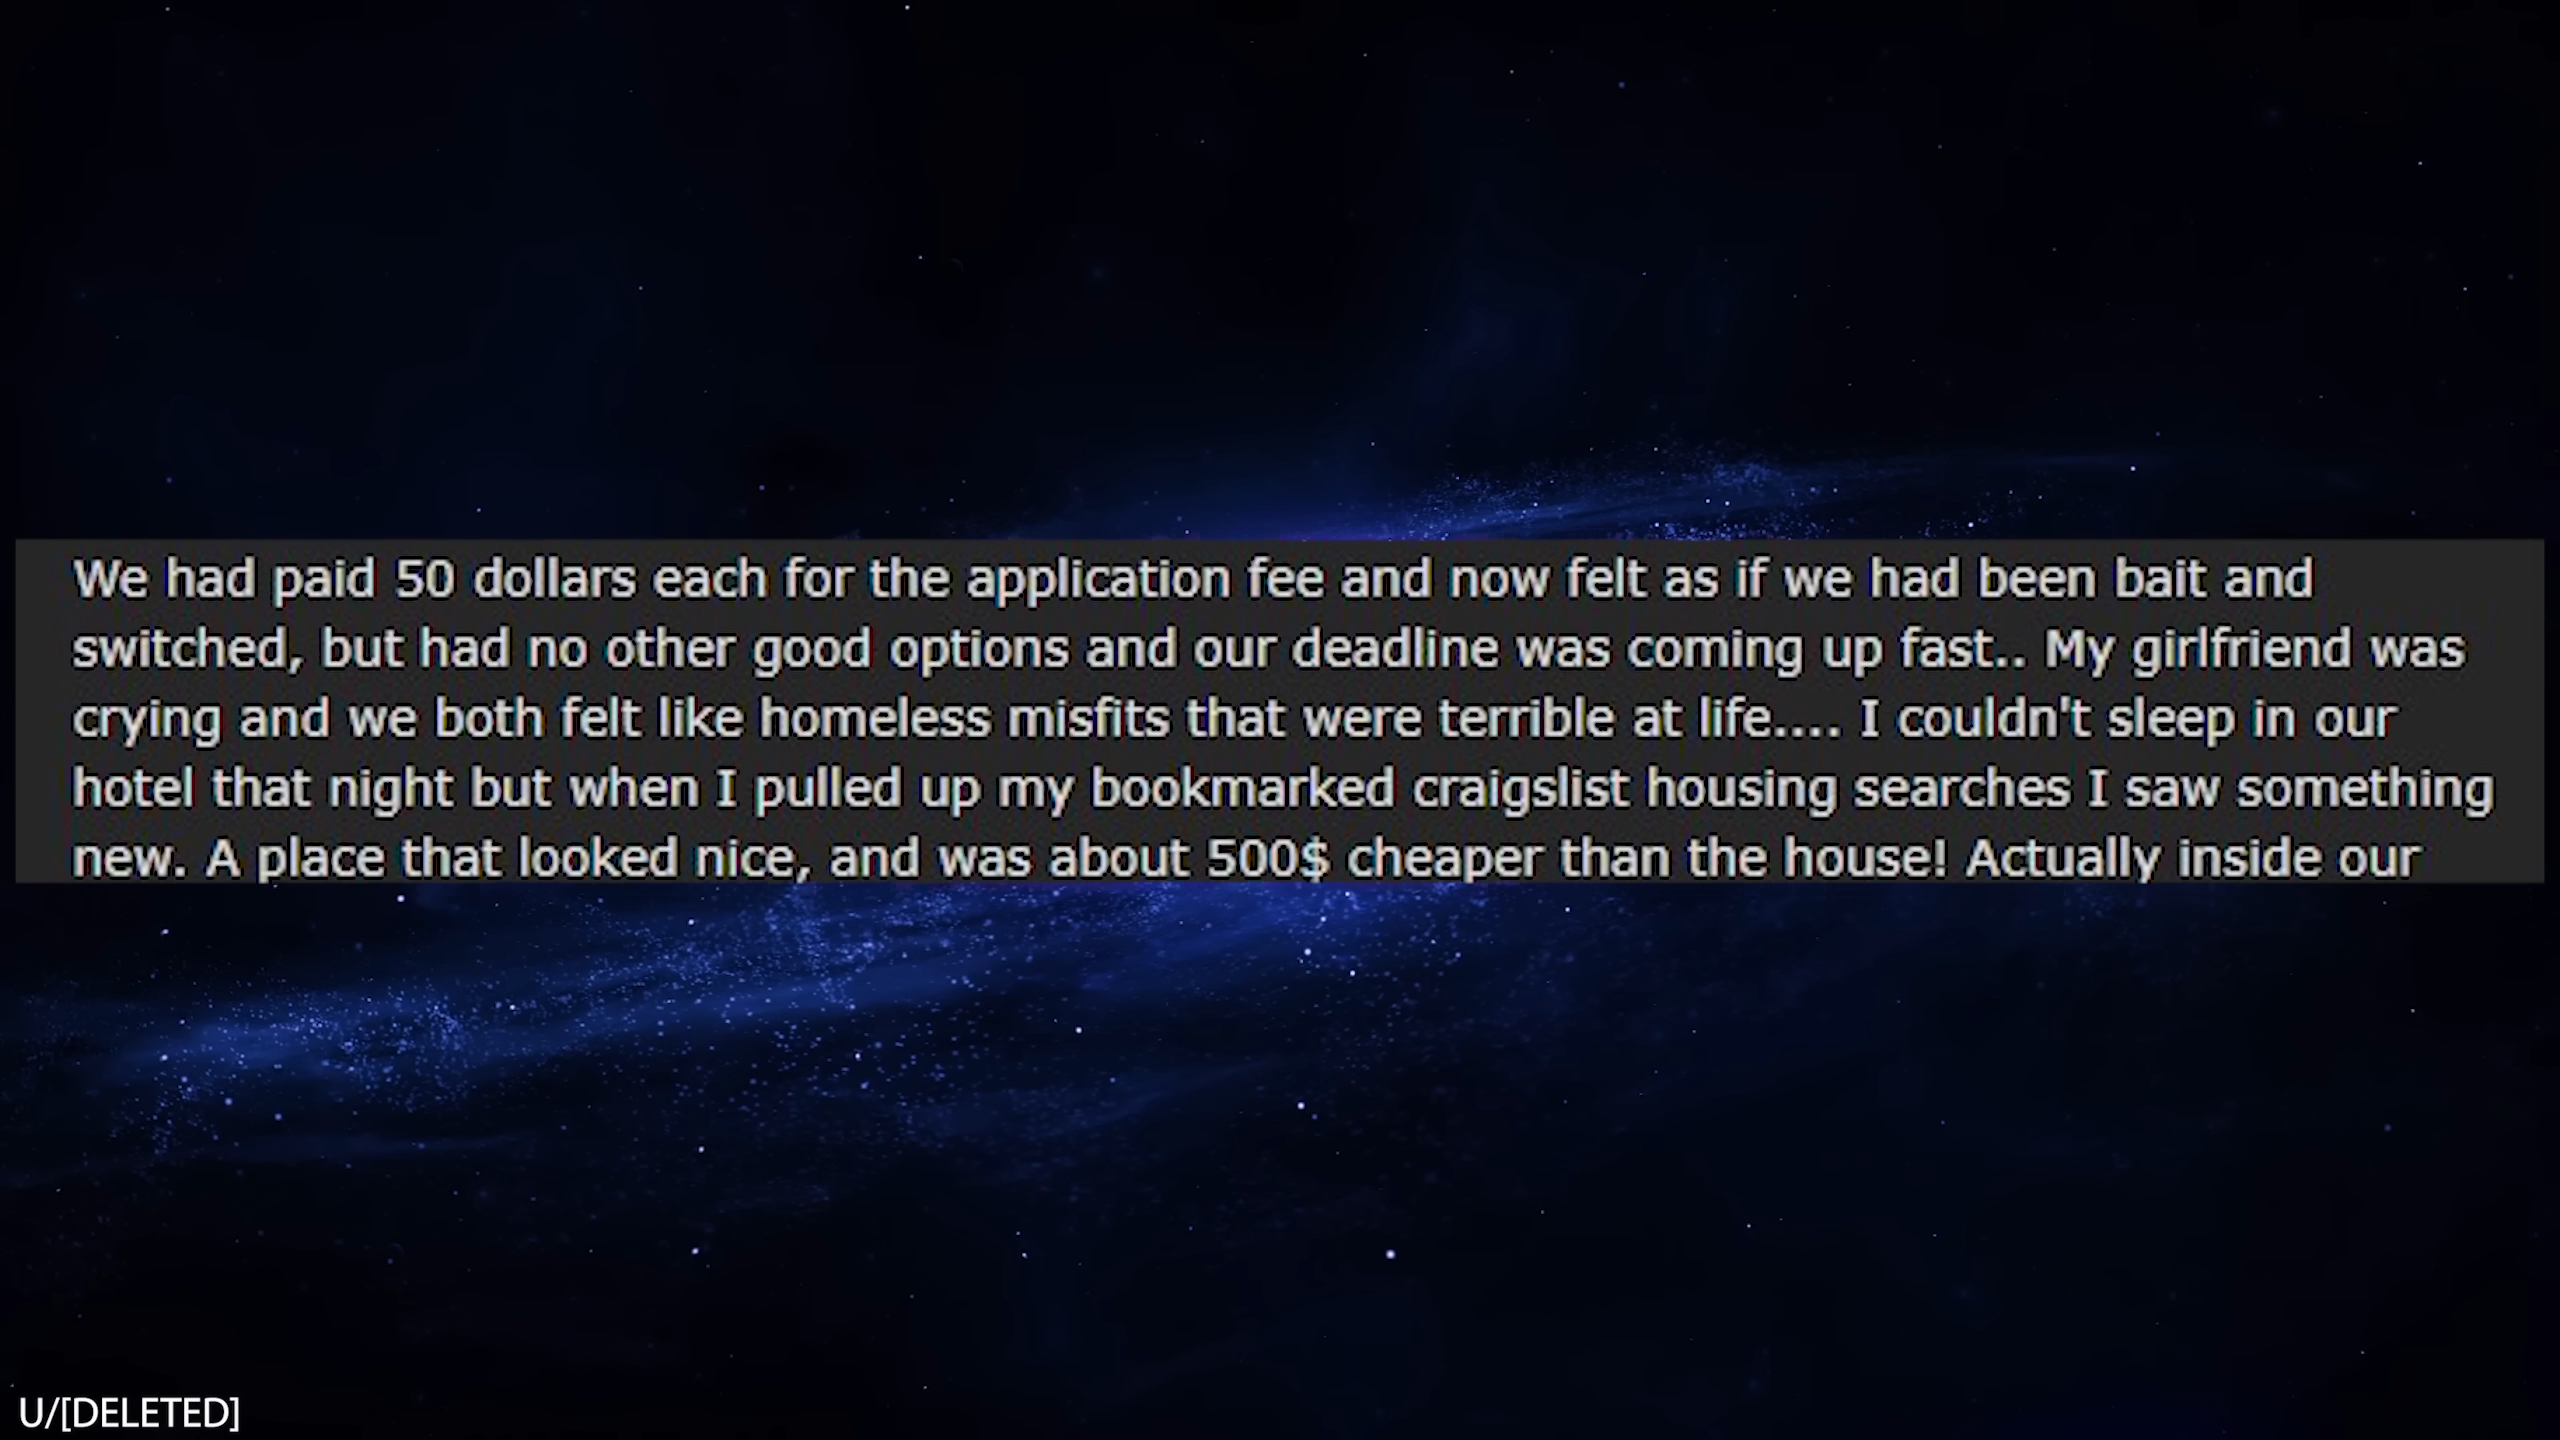 We had paid 50 dollars each for the application fee and now felt as if we had been bait and
switched, but had no other good options and our deadline was coming up fast.. My girlfriend was
crying and we both felt like homeless misfits that were terrible at life.... I couldn't sleep in our
hotel that night but when I pulled up my bookmarked craigslist housing searches I saw something
new. A place that looked nice, and was about 500$ cheaper than the house! Actually inside our
U/[DELETED]